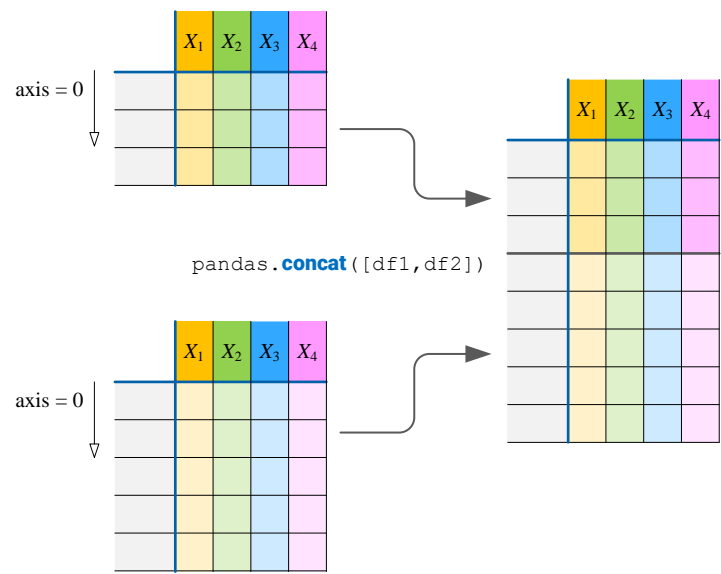 X1 X2 X3 X4
axis = 0
X1 X2 X3 X4
pandas.concat([df1,df2])
X1 X2 X3 X4
axis = 0